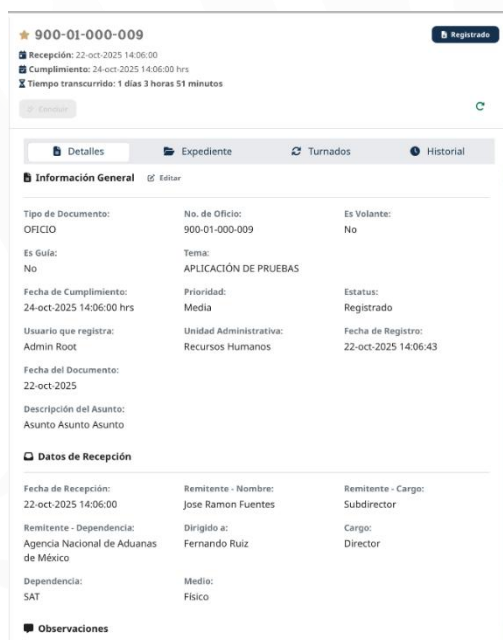 900-01-000-009
Registrado
Recepción: 22-oct-2025 14:06:00
Cumplimiento: 24-oct-2025 14:06:00 hrs
Tiempo transcurrido: 1 días 3 horas 51 minutos
Detalles Expediente Turnados Historial
Información General Editar
Tipo de Documento: No. de Oficio: Es Volante:
OFICIO 900-01-000-009 No
Es Guía: Tema:
No APLICACIÓN DE PRUEBAS
Fecha de Cumplimiento: Prioridad: Estatus:
24-oct-2025 14:06:00 hrs Media Registrado
Usuario que registra: Unidad Administrativa: Fecha de Registro:
Admin Root Recursos Humanos 22-oct-2025 14:06:43
Fecha del Documento:
22-oct-2025
Descripción del Asunto:
Asunto Asunto Asunto
Datos de Recepción
Fecha de Recepción: Remitente - Nombre: Remitente - Cargo:
22-oct-2025 14:06:00 Jose Ramon Fuentes Subdirector
Remitente - Dependencia: Dirigido a: Cargo:
Agencia Nacional de Aduanas Fernando Ruiz Director
de México
Dependencia: Medio:
SAT Físico
Observaciones